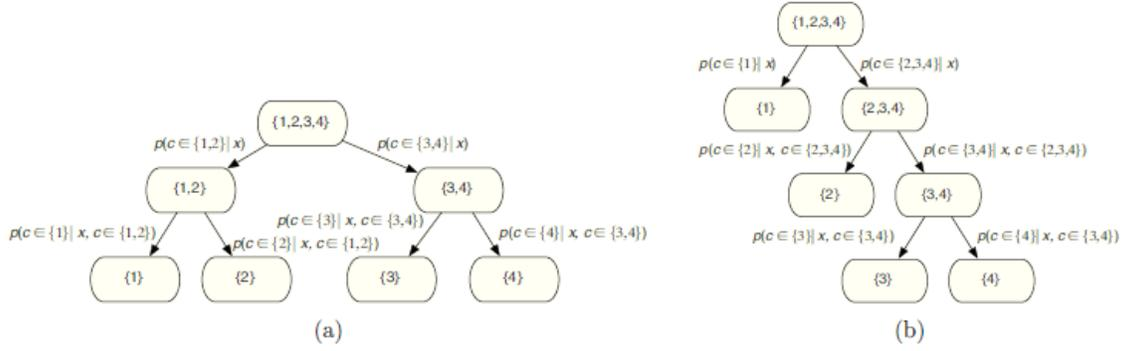 {1,2,3,4}
p(c ∈ {1,2}| x)
p(c ∈ {3,4}| x)
{1,2}
{3,4}
p(c ∈ {1}| x, c ∈ {1,2})
p(c ∈ {2}| x, c ∈ {1,2})
p(c ∈ {3}| x, c ∈ {3,4})
p(c ∈ {4}| x, c ∈ {3,4})
{1}
{2}
{3}
{4}
(a)
{1,2,3,4}
p(c ∈ {1}| x)
p(c ∈ {2,3,4}| x)
{1}
{2,3,4}
p(c ∈ {2}| x, c ∈ {2,3,4})
p(c ∈ {3,4}| x, c ∈ {2,3,4})
{2}
{3,4}
p(c ∈ {3}| x, c ∈ {3,4})
p(c ∈ {4}| x, c ∈ {3,4})
{3}
{4}
(b)